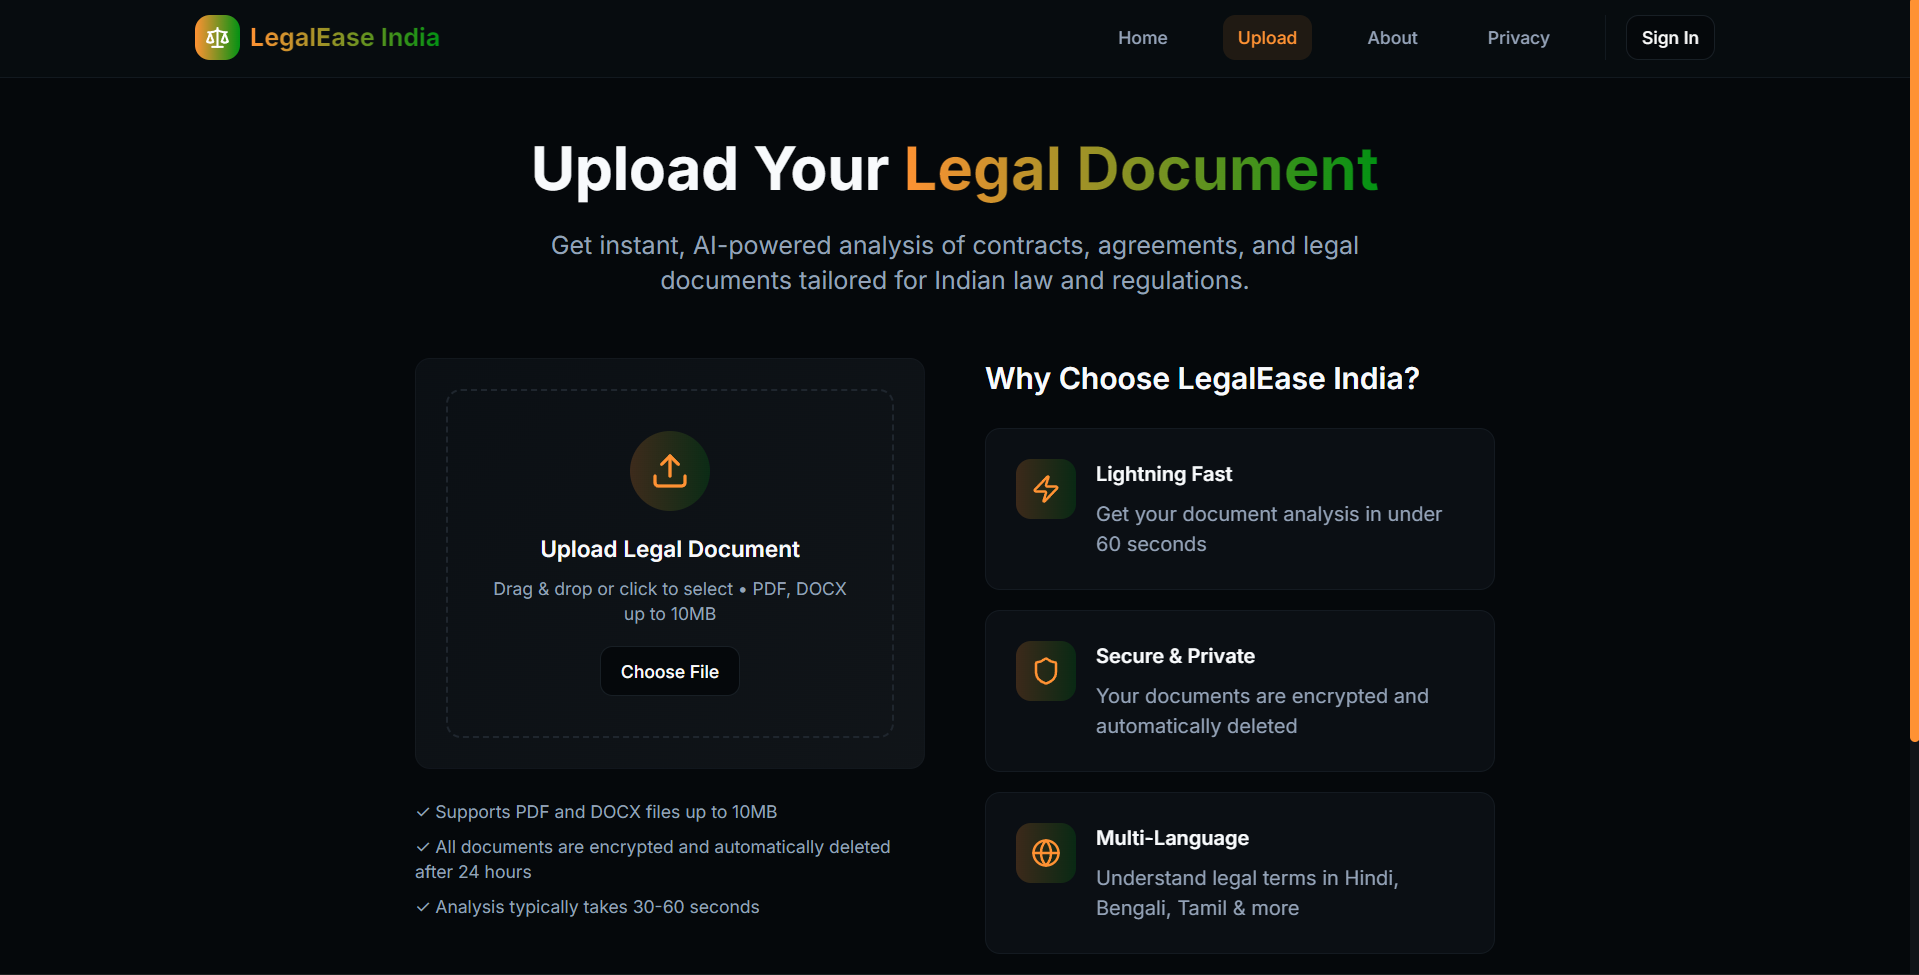 LegalEase India
Home
Upload
About
Privacy
Sign In
Upload Your Legal Document
Get instant, AI-powered analysis of contracts, agreements, and legal
documents tailored for Indian law and regulations.
Upload Legal Document
Drag & drop or click to select • PDF, DOCX
up to 10MB
Choose File
✓ Supports PDF and DOCX files up to 10MB
✓ All documents are encrypted and automatically deleted
after 24 hours
✓ Analysis typically takes 30-60 seconds
Why Choose LegalEase India?
Lightning Fast
Get your document analysis in under
60 seconds
Secure & Private
Your documents are encrypted and
automatically deleted
Multi-Language
Understand legal terms in Hindi,
Bengali, Tamil & more